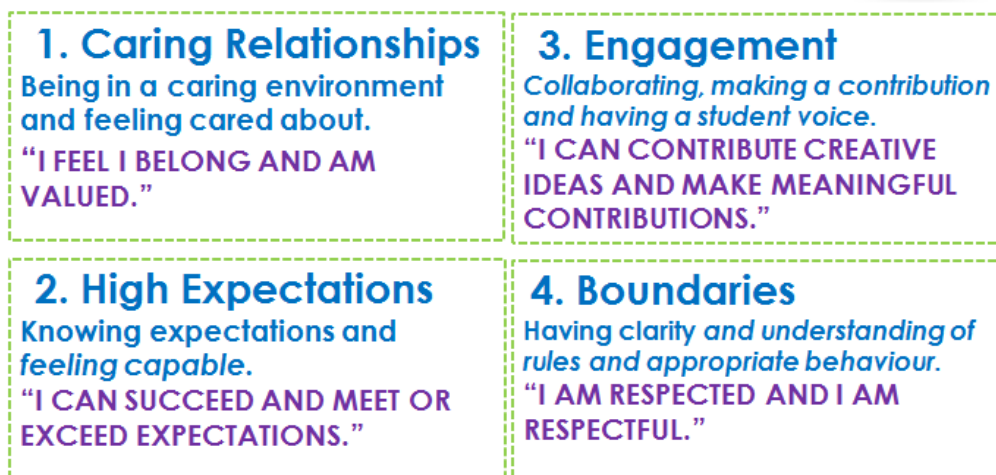 1. Caring Relationships
Being in a caring environment
and feeling cared about.
“I FEEL I BELONG AND AM
VALUED.”
2. High Expectations
Knowing expectations and
feeling capable.
“I CAN SUCCEED AND MEET OR
EXCEED EXPECTATIONS.”
3. Engagement
Collaborating, making a contribution
and having a student voice.
“I CAN CONTRIBUTE CREATIVE
IDEAS AND MAKE MEANINGFUL
CONTRIBUTIONS.”
4. Boundaries
Having clarity and understanding of
rules and appropriate behaviour.
“I AM RESPECTED AND I AM
RESPECTFUL.”